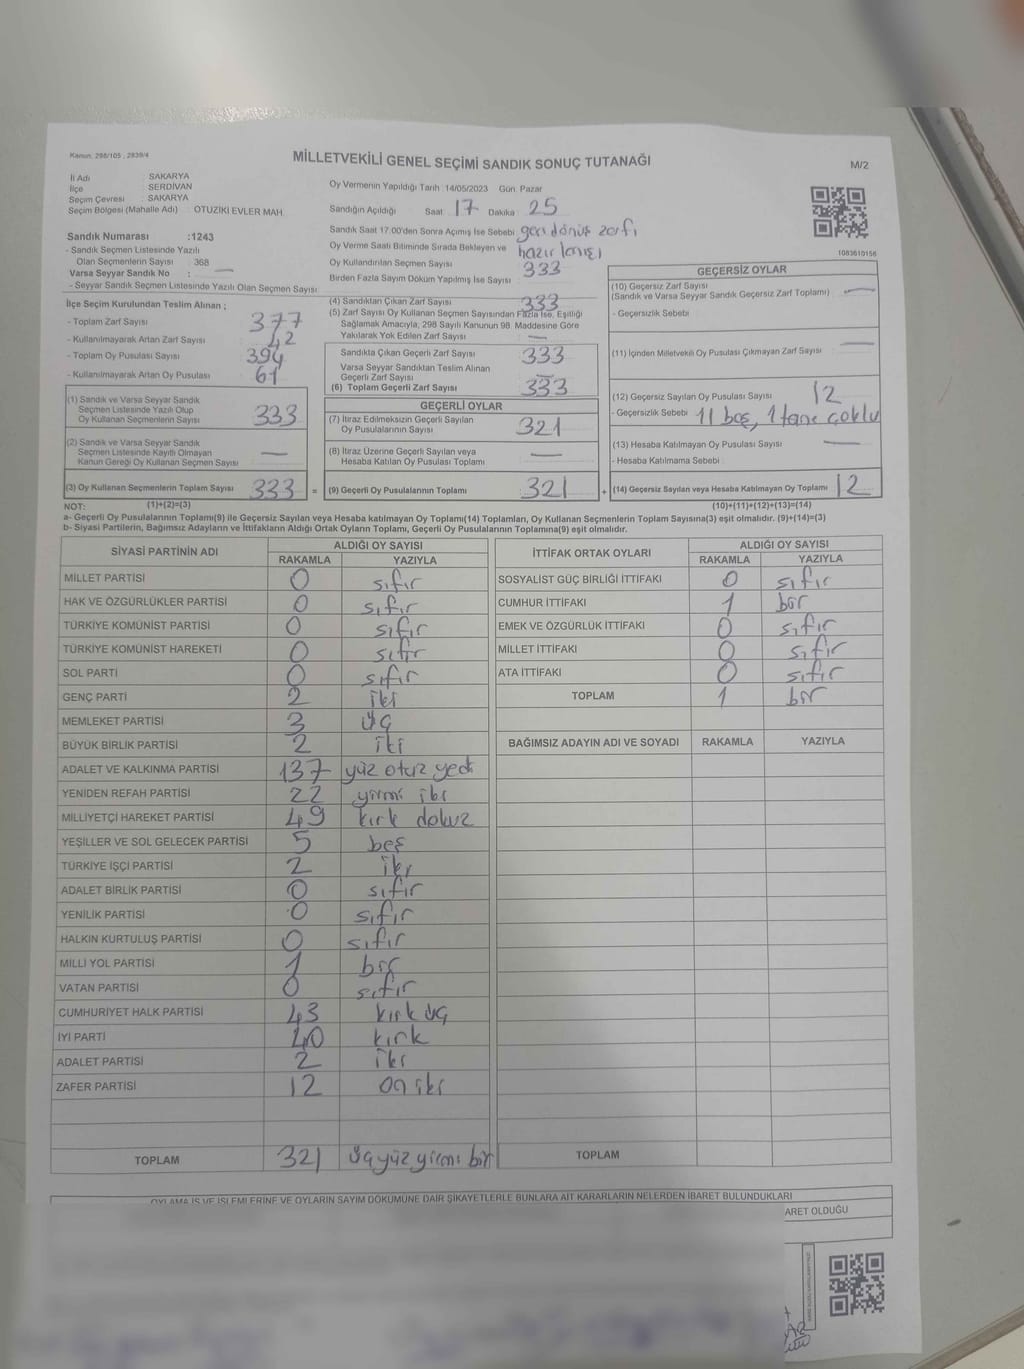 Kanun: 298/105 , 2839/4
MİLLETVEKİLİ GENEL SEÇİMİ SANDIK SONUÇ TUTANAĞI
M/2
İl Adı : SAKARYA
İlçe : SERDİVAN
Seçim Çevresi : SAKARYA
Seçim Bölgesi (Mahalle Adı) : OTUZİKİ EVLER MAH.
Oy Vermenin Yapıldığı Tarih : 14/05/2023 Gün: Pazar
Sandığın Açıldığı Saat 17 Dakika 25
Sandık Saat 17.00'den Sonra Açımış İse Sebebi geri dönüş zarfı
Oy Verme Saati Bitiminde Sırada Bekleyen ve
Oy Kullandırılan Seçmen Sayısı 333
Birden Fazla Sayım Döküm Yapılmış İse Sayısı
1083610156
Sandık Numarası :1243
- Sandık Seçmen Listesinde Yazılı
Olan Seçmenlerin Sayısı : 368
Varsa Seyyar Sandık No : —
- Seyyar Sandık Seçmen Listesinde Yazılı Olan Seçmen Sayısı
İlçe Seçim Kurulundan Teslim Alınan ;
- Toplam Zarf Sayısı 377
- Kullanılmayarak Artan Zarf Sayısı 42
- Toplam Oy Pusulası Sayısı 394
- Kullanılmayarak Artan Oy Pusulası 61
(1) Sandık ve Varsa Seyyar Sandık
Seçmen Listesinde Yazılı Olup
Oy Kullanan Seçmenlerin Sayısı 333
(2) Sandık ve Varsa Seyyar Sandık
Seçmen Listesinde Kayıtlı Olmayan
Kanun Gereği Oy Kullanan Seçmen Sayısı —
(3) Oy Kullanan Seçmenlerin Toplam Sayısı 333 =
(4) Sandıktan Çıkan Zarf Sayısı 333
(5) Zarf Sayısı Oy Kullanan Seçmen Sayısından Fazla İse, Eşitliği
Sağlamak Amacıyla, 298 Sayılı Kanunun 98. Maddesine Göre
Yakılarak Yok Edilen Zarf Sayısı —
Sandıkta Çıkan Geçerli Zarf Sayısı 333
Varsa Seyyar Sandıktan Teslim Alınan
Geçerli Zarf Sayısı —
(6) Toplam Geçerli Zarf Sayısı 333
GEÇERLİ OYLAR
(7) İtiraz Edilmeksizin Geçerli Sayılan
Oy Pusulalarının Sayısı 321
(8) İtiraz Üzerine Geçerli Sayılan veya
Hesaba Katılan Oy Pusulası Toplamı —
(9) Geçerli Oy Pusulalarının Toplamı 321 +
GEÇERSİZ OYLAR
(10) Geçersiz Zarf Sayısı —
(Sandık ve Varsa Seyyar Sandık Geçersiz Zarf Toplamı)
- Geçersizlik Sebebi
(11) İçinden Milletvekili Oy Pusulası Çıkmayan Zarf Sayısı —
(12) Geçersiz Sayılan Oy Pusulası Sayısı 12
- Geçersizlik Sebebi : 11 boş, 1 tane çoklu
(13) Hesaba Katılmayan Oy Pusulası Sayısı —
- Hesaba Katılmama Sebebi :
(14) Geçersiz Sayılan veya Hesaba Katılmayan Oy Toplamı 12
NOT: (1)+(2)=(3) (10)+(11)+(12)+(13)=(14)
a- Geçerli Oy Pusulalarının Toplamı(9) ile Geçersiz Sayılan veya Hesaba katılmayan Oy Toplamı(14) Toplamları, Oy Kullanan Seçmenlerin Toplam Sayısına(3) eşit olmalıdır. (9)+(14)=(3)
b- Siyasi Partilerin, Bağımsız Adayların ve İttifakların Aldığı Ortak Oyların Toplamı, Geçerli Oy Pusulalarının Toplamına(9) eşit olmalıdır.
SİYASİ PARTİNİN ADI ALDIĞI OY SAYISI
RAKAMLA YAZIYLA
MİLLET PARTİSİ 0 sıfır
HAK VE ÖZGÜRLÜKLER PARTİSİ 0 sıfır
TÜRKİYE KOMÜNİST PARTİSİ 0 sıfır
TÜRKİYE KOMÜNİST HAREKETİ 0 sıfır
SOL PARTİ 0 sıfır
GENÇ PARTİ 2 iki
MEMLEKET PARTİSİ 3 üç
BÜYÜK BİRLİK PARTİSİ 2 iki
ADALET VE KALKINMA PARTİSİ 137 yüz otuz yedi
YENİDEN REFAH PARTİSİ 22 yirmi iki
MİLLİYETÇİ HAREKET PARTİSİ 49 kırk dokuz
YEŞİLLER VE SOL GELECEK PARTİSİ 5 beş
TÜRKİYE İŞÇİ PARTİSİ 2 iki
ADALET BİRLİK PARTİSİ 0 sıfır
YENİLİK PARTİSİ 0 sıfır
HALKIN KURTULUŞ PARTİSİ 0 sıfır
MİLLİ YOL PARTİSİ 1 bir
VATAN PARTİSİ 0 sıfır
CUMHURİYET HALK PARTİSİ 43 kırk üç
İYİ PARTİ 40 kırk
ADALET PARTİSİ 2 iki
ZAFER PARTİSİ 12 on iki
TOPLAM 321 üç yüz yirmi bir
İTTİFAK ORTAK OYLARI ALDIĞI OY SAYISI
RAKAMLA YAZIYLA
SOSYALİST GÜÇ BİRLİĞİ İTTİFAKI 0 sıfır
CUMHUR İTTİFAKI 1 bir
EMEK VE ÖZGÜRLÜK İTTİFAKI 0 sıfır
MİLLET İTTİFAKI 0 sıfır
ATA İTTİFAKI 0 sıfır
TOPLAM 1 bir
BAĞIMSIZ ADAYIN ADI VE SOYADI RAKAMLA YAZIYLA
TOPLAM
OYLAMA İŞ VE İŞLEMLERİNE VE OYLARIN SAYIM DÖKÜMÜNE DAİR ŞİKAYETLERLE BUNLARA AİT KARARLARIN NELERDEN İBARET BULUNDUKLARI
ARET OLDUĞU